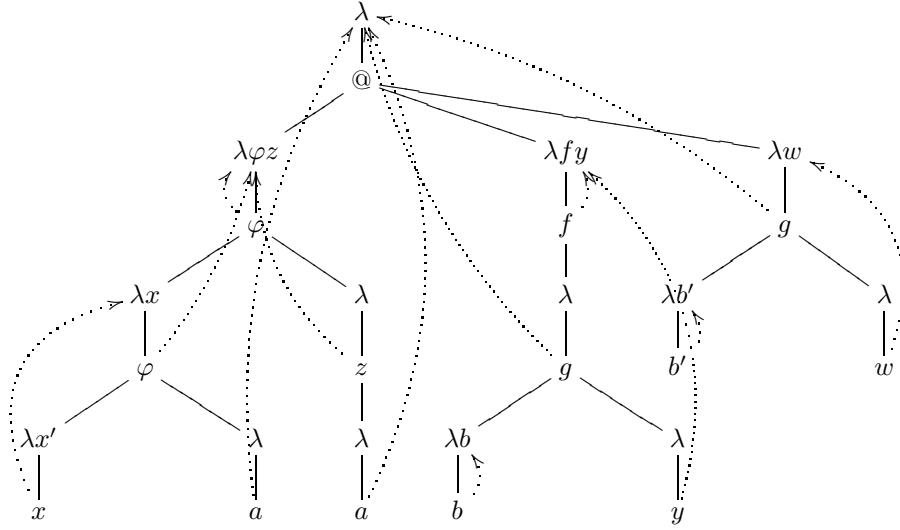 λ
@
λφz λfy λw
φ f g
λx λ λ λb′ λ
φ z g b′ w
λx′ λ λ λb λ
x a a b y